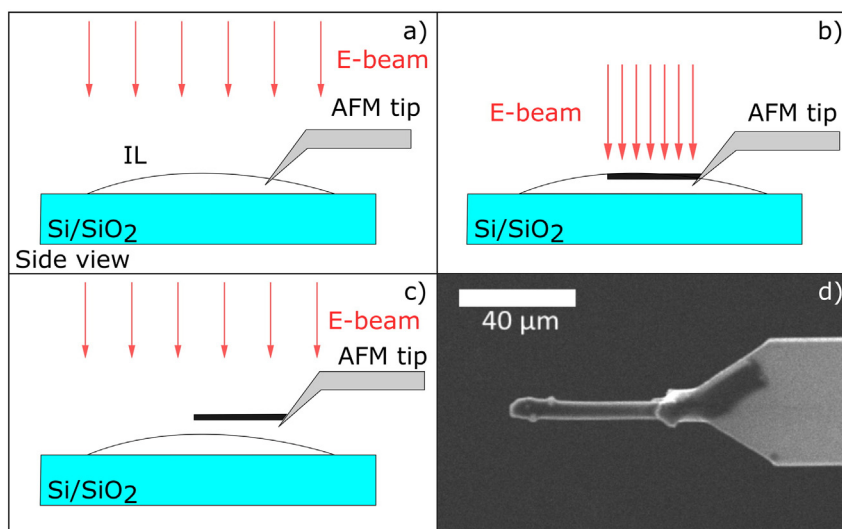 a)
E-beam
AFM tip
IL
Si/SiO₂
Side view
b)
E-beam
AFM tip
Si/SiO₂
c)
E-beam
AFM tip
Si/SiO₂
d)
40 µm